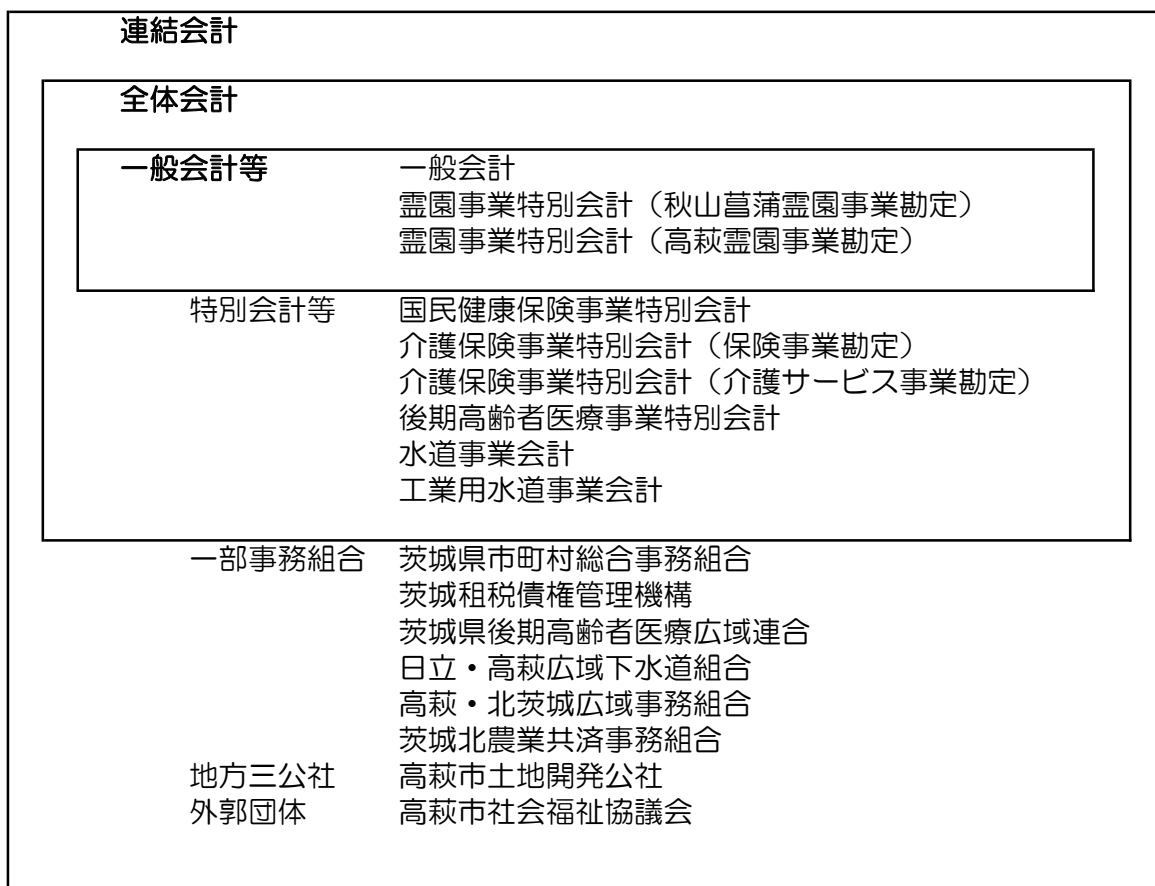 連結会計
全体会計
一般会計等 一般会計
霊園事業特別会計（秋山菖蒲霊園事業勘定）
霊園事業特別会計（高萩霊園事業勘定）
特別会計等 国民健康保険事業特別会計
介護保険事業特別会計（保険事業勘定）
介護保険事業特別会計（介護サービス事業勘定）
後期高齢者医療事業特別会計
水道事業会計
工業用水道事業会計
一部事務組合 茨城県市町村総合事務組合
茨城租税債権管理機構
茨城県後期高齢者医療広域連合
日立・高萩広域下水道組合
高萩・北茨城広域事務組合
茨城北農業共済事務組合
地方三公社 高萩市土地開発公社
外郭団体 高萩市社会福祉協議会